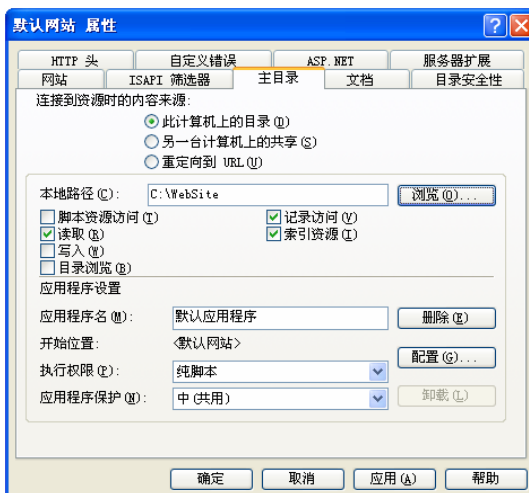 默认网站 属性
HTTP 头 自定义错误 ASP.NET 服务器扩展
网站 ISAPI 筛选器 主目录 文档 目录安全性
连接到资源时的内容来源:
此计算机上的目录(D)
另一台计算机上的共享(S)
重定向到 URL(U)
本地路径(C): C:\WebSite 浏览(O)...
脚本资源访问(T) 记录访问(V)
读取(R) 索引资源(I)
写入(W)
目录浏览(B)
应用程序设置
应用程序名(M): 默认应用程序 删除(E)
开始位置: <默认网站>
配置(G)...
执行权限(P): 纯脚本
应用程序保护(N): 中(共用) 卸载(L)
确定 取消 应用(A) 帮助